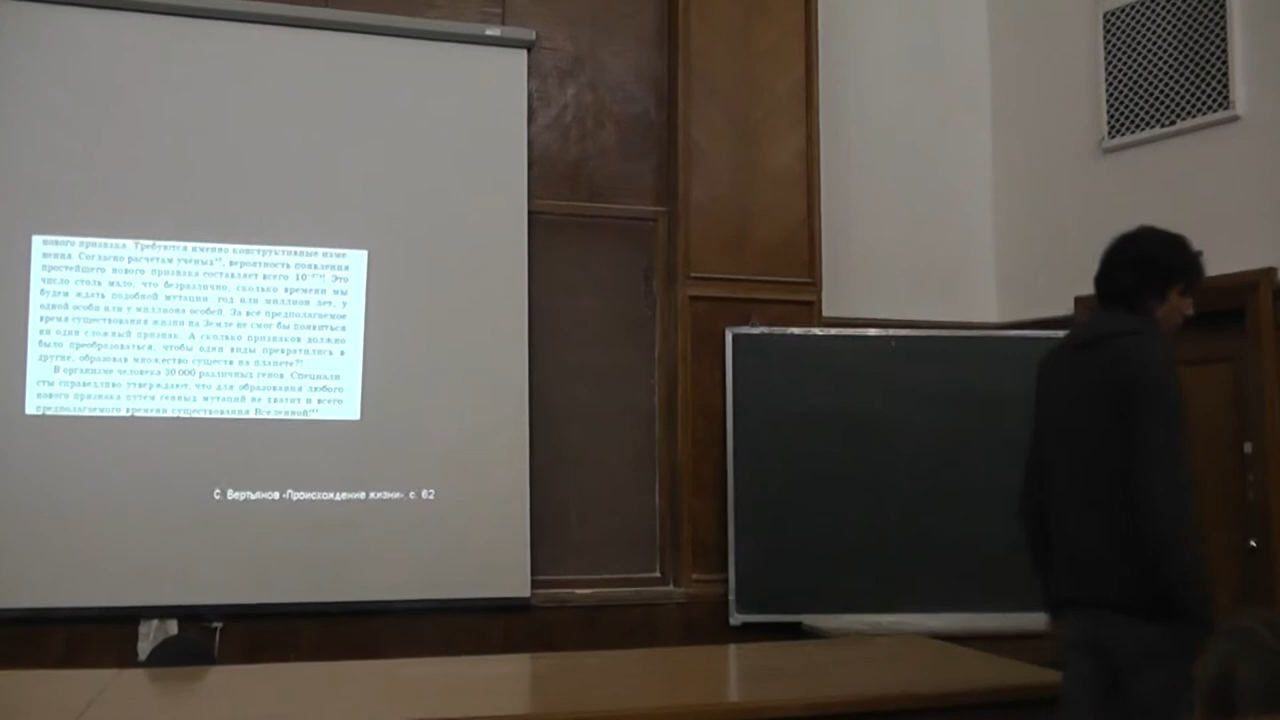 нового признака. Требуются именно конструктивные изме
нения. Согласно расчетам ученых, вероятность появления
простейшего нового признака составляет всего Это
число столь мало, что безразлично, сколько времени мы
будем ждать подобной мутации: год или миллион лет, у
одной особи или у миллиона особей. За всё предполагаемое
время существования жизни на Земле не смог бы появиться
ни один сложный признак. А сколько признаков должно
было преобразоваться, чтобы одни виды превратились в
другие, образовав множество существ на планете?!
В организме человека 30 000 различных генов. Специали
сты справедливо утверждают, что для образования любого
нового признака путем генных мутаций не хватит и всего
предполагаемого времени существования Вселенной!
С. Вертьянов «Происхождение жизни», с. 62